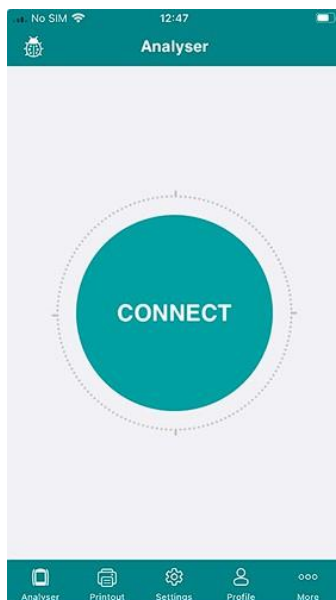 No SIM 12:47
Analyser
CONNECT
Analyser Printout Settings Profile More